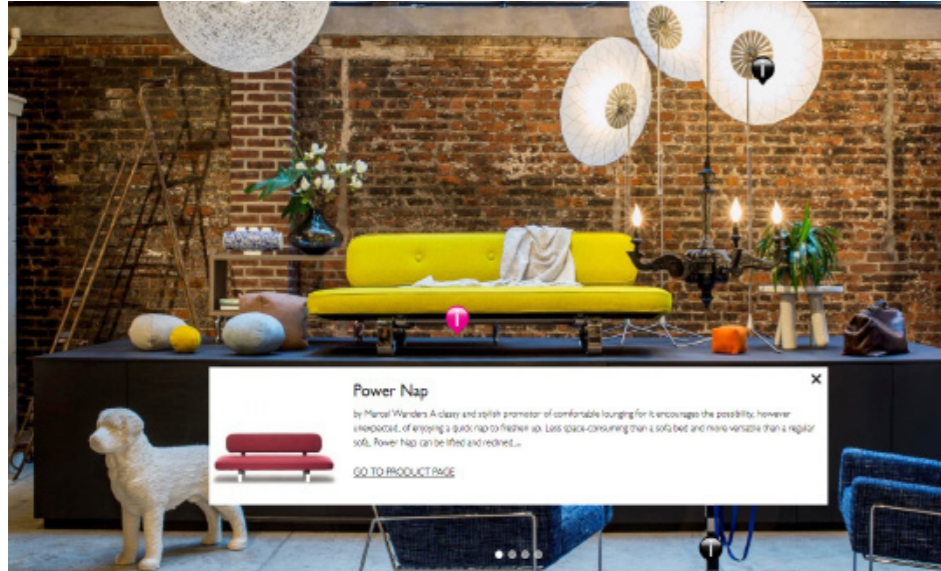 T
Power Nap
by Marcel Wanders A classy and stylish promotor of comfortable lounging for it encourages the possibility, however
unexpected, of enjoying a quick nap to freshen up. Less space-consuming than a sofa bed and more versatile than a regular
sofa, Power Nap can be lifted and reclined...
GO TO PRODUCT PAGE
T
T